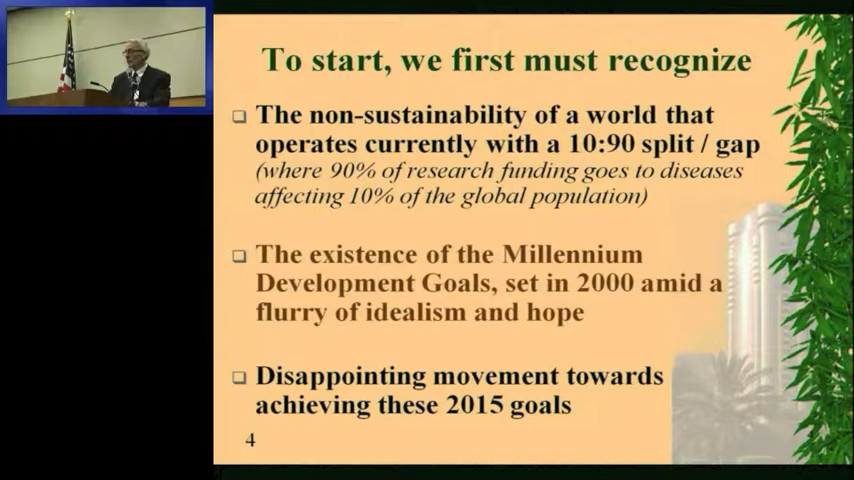 To start, we first must recognize
The non-sustainability of a world that
operates currently with a 10:90 split / gap
(where 90% of research funding goes to diseases
affecting 10% of the global population)
The existence of the Millennium
Development Goals, set in 2000 amid a
flurry of idealism and hope
Disappointing movement towards
achieving these 2015 goals
4